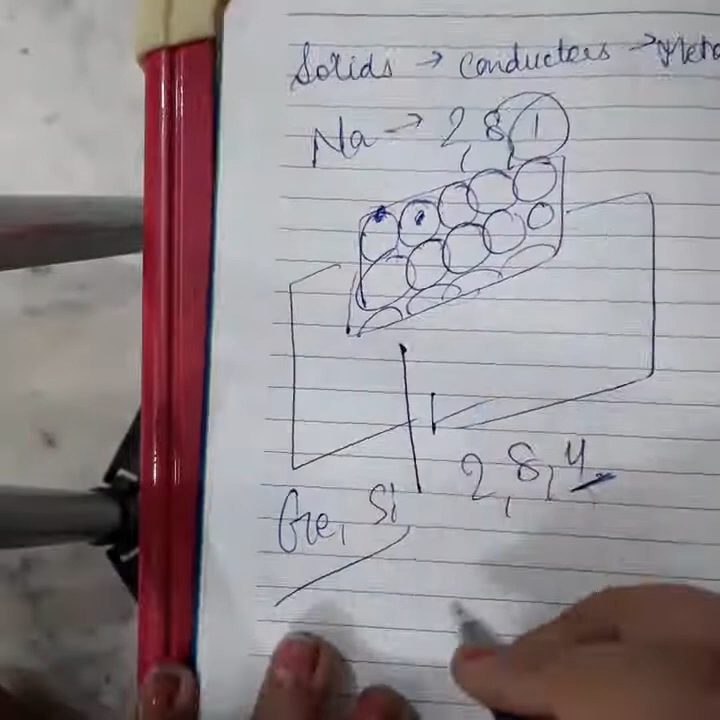 Solids → Conductors → Meta
Na → 2, 8, 1
2, 8, 4
Ge, Si